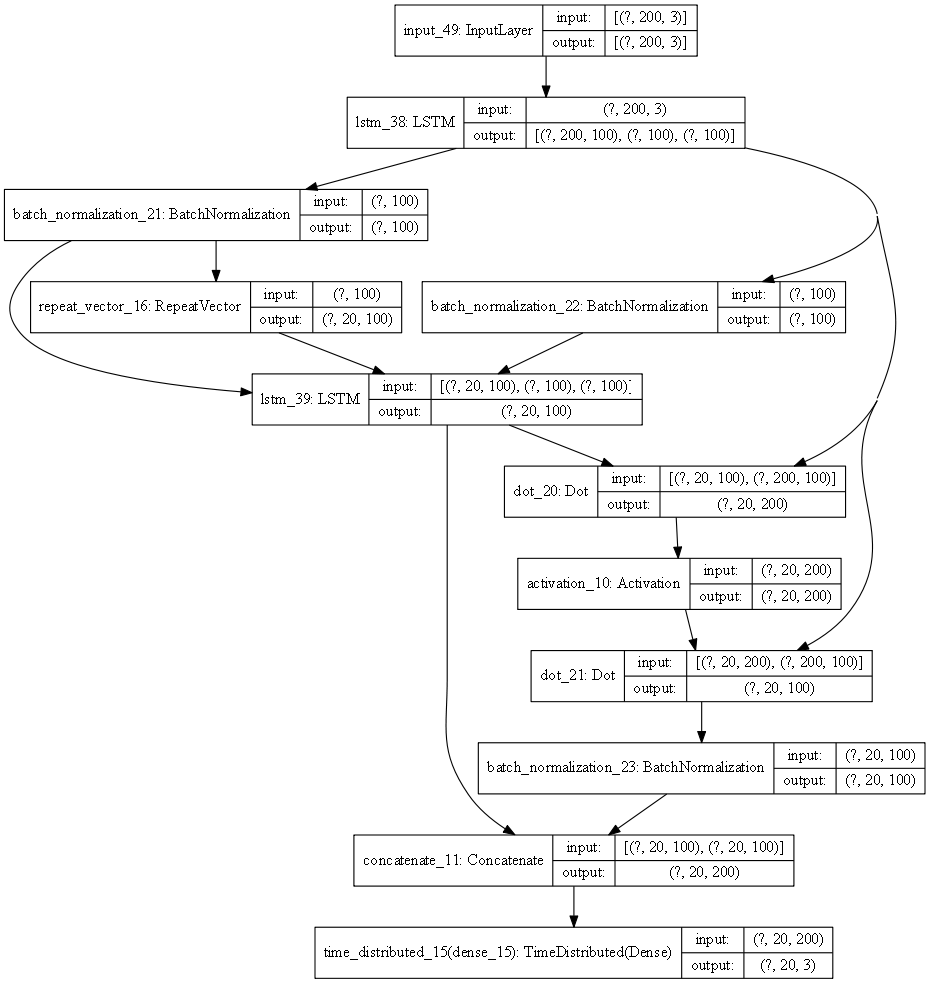 input_49: InputLayer
input:
[(?, 200, 3)]
output:
[(?, 200, 3)]
lstm_38: LSTM
input:
(?, 200, 3)
output:
[(?, 200, 100), (?, 100), (?, 100)]
batch_normalization_21: BatchNormalization
input:
(?, 100)
output:
(?, 100)
repeat_vector_16: RepeatVector
input:
(?, 100)
output:
(?, 20, 100)
batch_normalization_22: BatchNormalization
input:
(?, 100)
output:
(?, 100)
lstm_39: LSTM
input:
[(?, 20, 100), (?, 100), (?, 100)]
output:
(?, 20, 100)
dot_20: Dot
input:
[(?, 20, 100), (?, 200, 100)]
output:
(?, 20, 200)
activation_10: Activation
input:
(?, 20, 200)
output:
(?, 20, 200)
dot_21: Dot
input:
[(?, 20, 200), (?, 200, 100)]
output:
(?, 20, 100)
batch_normalization_23: BatchNormalization
input:
(?, 20, 100)
output:
(?, 20, 100)
concatenate_11: Concatenate
input:
[(?, 20, 100), (?, 20, 100)]
output:
(?, 20, 200)
time_distributed_15(dense_15): TimeDistributed(Dense)
input:
(?, 20, 200)
output:
(?, 20, 3)